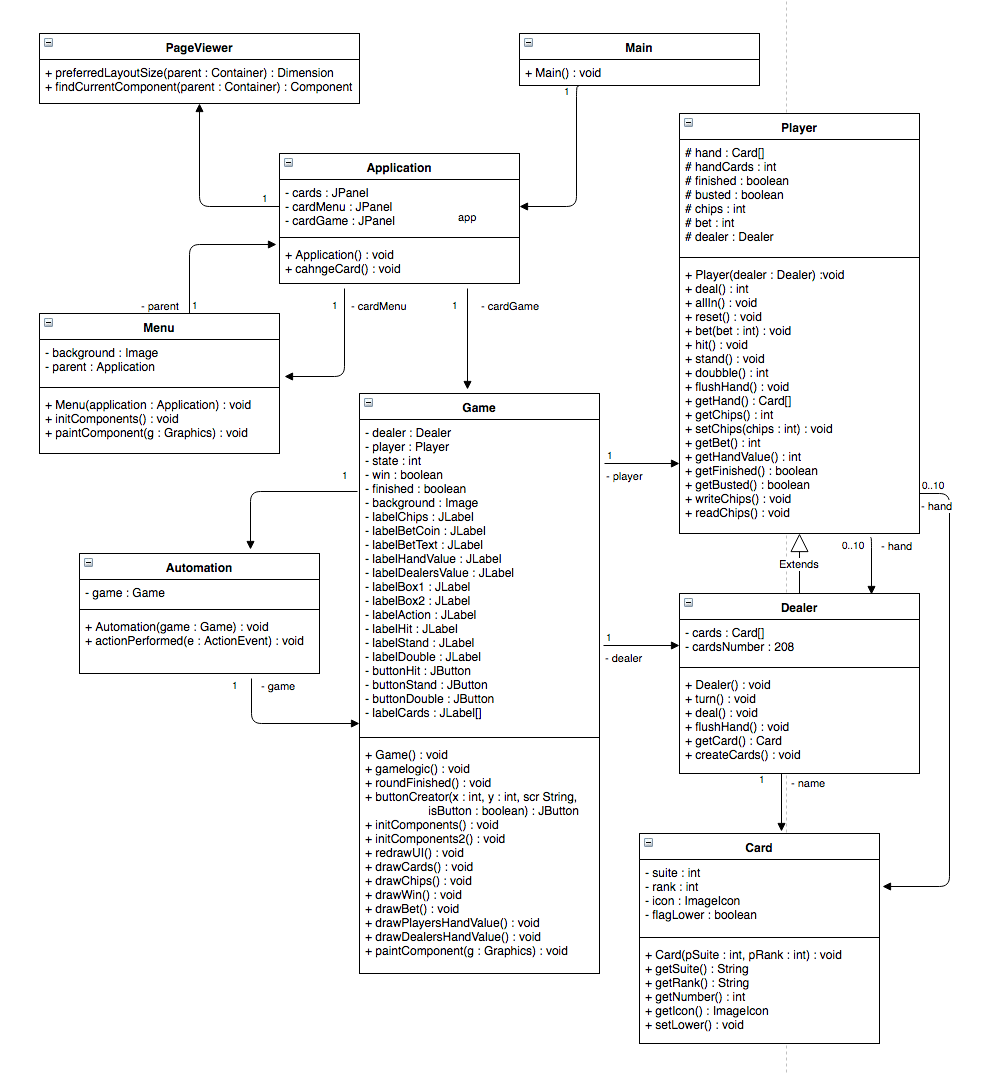 PageViewer
+ preferredLayoutSize(parent : Container) : Dimension
+ findCurrentComponent(parent : Container) : Component
Main
+ Main() : void
1
1
Application
- cards : JPanel
- cardMenu : JPanel
- cardGame : JPanel
app
+ Application() : void
+ cahngeCard() : void
- parent
1
1
- cardMenu
1
- cardGame
Menu
- background : Image
- parent : Application
+ Menu(application : Application) : void
+ initComponents() : void
+ paintComponent(g : Graphics) : void
Player
# hand : Card[]
# handCards : int
# finished : boolean
# busted : boolean
# chips : int
# bet : int
# dealer : Dealer
+ Player(dealer : Dealer) :void
+ deal() : int
+ allIn() : void
+ reset() : void
+ bet(bet : int) : void
+ hit() : void
+ stand() : void
+ doubble() : int
+ flushHand() : void
+ getHand() : Card[]
+ getChips() : int
+ setChips(chips : int) : void
+ getBet() : int
+ getHandValue() : int
+ getFinished() : boolean
+ getBusted() : boolean
+ writeChips() : void
+ readChips() : void
Game
- dealer : Dealer
- player : Player
- state : int
- win : boolean
- finished : boolean
- background : Image
- labelChips : JLabel
- labelBetCoin : JLabel
- labelBetText : JLabel
- labelHandValue : JLabel
- labelDealersValue : JLabel
- labelBox1 : JLabel
- labelBox2 : JLabel
- labelAction : JLabel
- labelHit : JLabel
- labelStand : JLabel
- labelDouble : JLabel
- buttonHit : JButton
- buttonStand : JButton
- buttonDouble : JButton
- labelCards : JLabel[]
+ Game() : void
+ gamelogic() : void
+ roundFinished() : void
+ buttonCreator(x : int, y : int, scr String,
isButton : boolean) : JButton
+ initComponents() : void
+ initComponents2() : void
+ redrawUI() : void
+ drawCards() : void
+ drawChips() : void
+ drawWin() : void
+ drawBet() : void
+ drawPlayersHandValue() : void
+ drawDealersHandValue() : void
+ paintComponent(g : Graphics) : void
1
- player
1
0..10
- hand
0..10
- hand
Extends
Automation
- game : Game
+ Automation(game : Game) : void
+ actionPerformed(e : ActionEvent) : void
1
- game
1
- dealer
Dealer
- cards : Card[]
- cardsNumber : 208
+ Dealer() : void
+ turn() : void
+ deal() : void
+ flushHand() : void
+ getCard() : Card
+ createCards() : void
1
- name
Card
- suite : int
- rank : int
- icon : ImageIcon
- flagLower : boolean
+ Card(pSuite : int, pRank : int) : void
+ getSuite() : String
+ getRank() : String
+ getNumber() : int
+ getIcon() : ImageIcon
+ setLower() : void